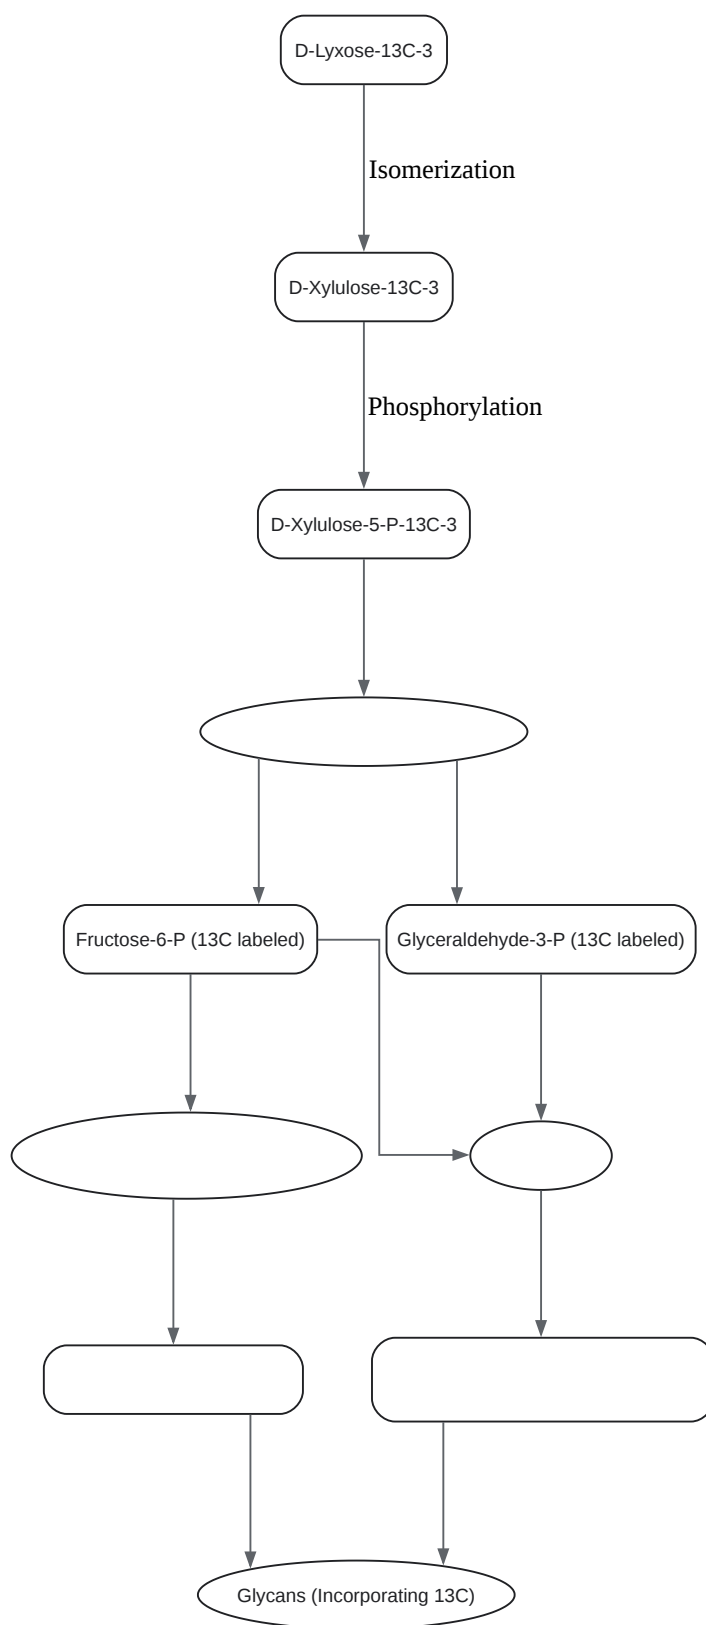 D-Lyxose-13C-3
Isomerization
D-Xylulose-13C-3
Phosphorylation
D-Xylulose-5-P-13C-3
Fructose-6-P (13C labeled)
Glyceraldehyde-3-P (13C labeled)
Glycans (Incorporating 13C)